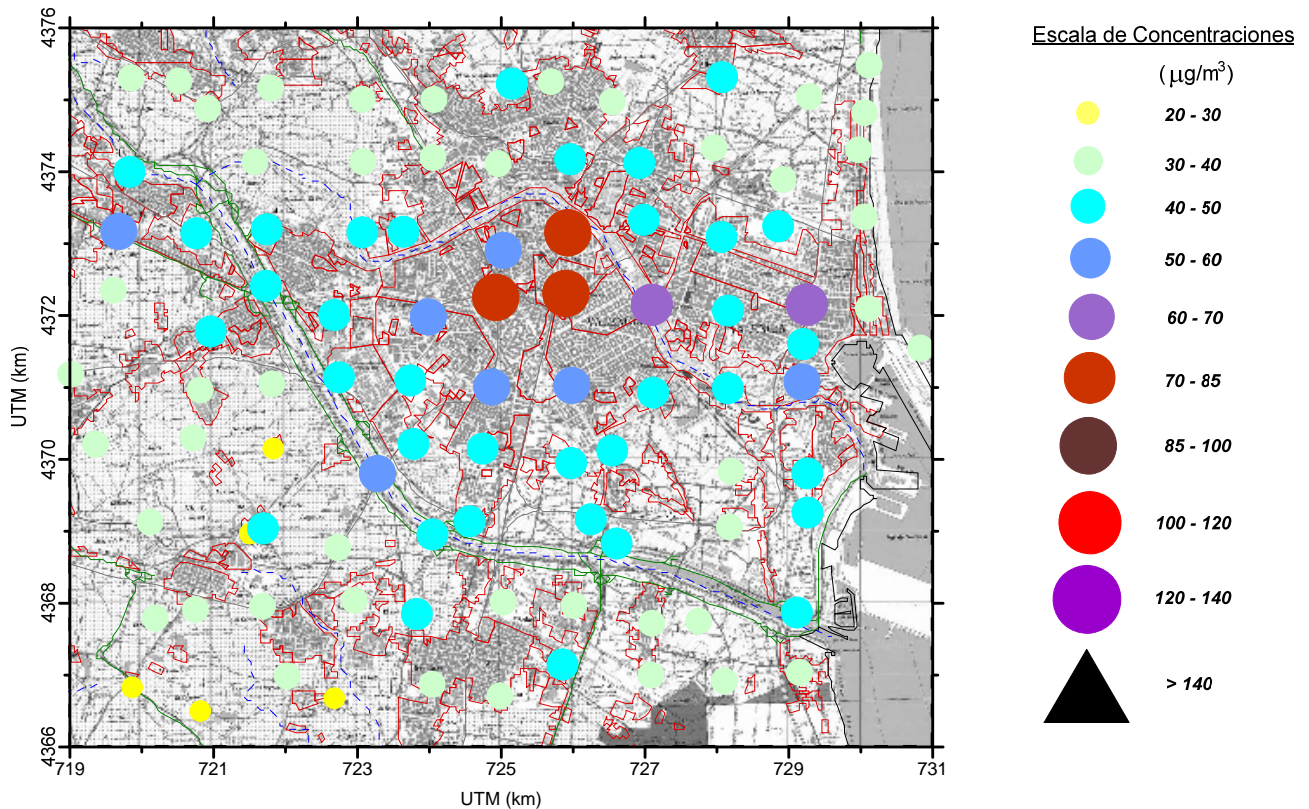 Escala de Concentraciones
( µg/m³)
20 - 30
30 - 40
40 - 50
50 - 60
60 - 70
70 - 85
85 - 100
100 - 120
120 - 140
> 140
4376
4374
4372
4370
4368
4366
UTM (km)
719
721
723
725
727
729
731
UTM (km)